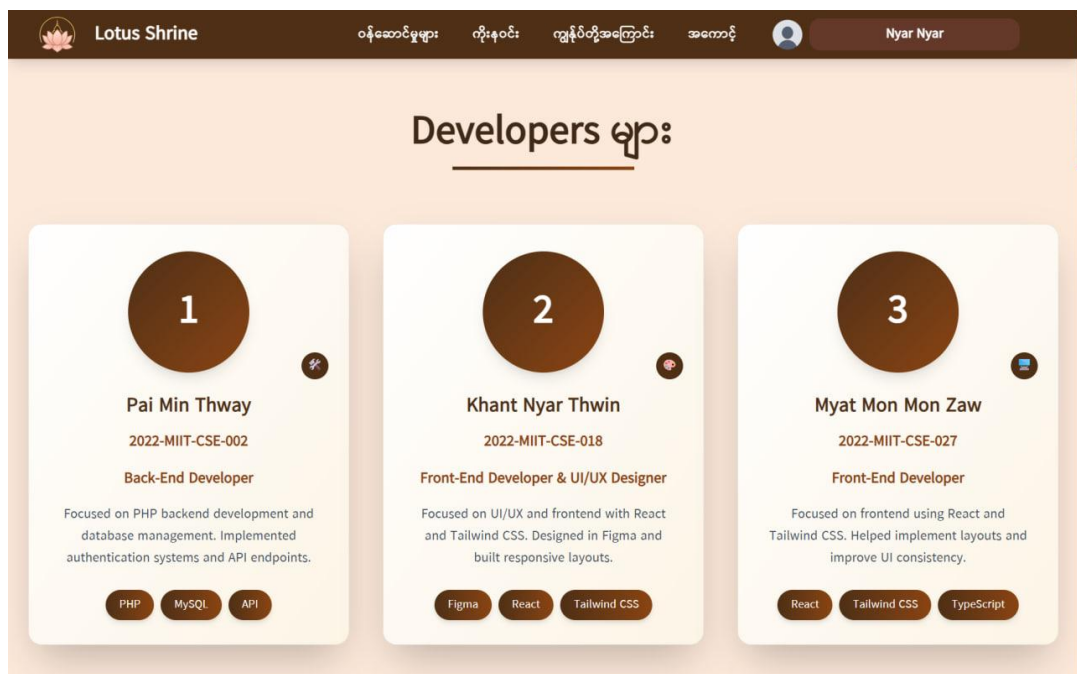 Lotus Shrine
ဝန်ဆောင်မှုများ
ကိုးနဝင်း
ကျွန်ုပ်တို့အကြောင်း
အကောင့်
Nyar Nyar
Developers များ
1
Pai Min Thway
2022-MIIT-CSE-002
Back-End Developer
Focused on PHP backend development and
database management. Implemented
authentication systems and API endpoints.
PHP
MySQL
API
2
Khant Nyar Thwin
2022-MIIT-CSE-018
Front-End Developer & UI/UX Designer
Focused on UI/UX and frontend with React
and Tailwind CSS. Designed in Figma and
built responsive layouts.
Figma
React
Tailwind CSS
3
Myat Mon Mon Zaw
2022-MIIT-CSE-027
Front-End Developer
Focused on frontend using React and
Tailwind CSS. Helped implement layouts and
improve UI consistency.
React
Tailwind CSS
TypeScript